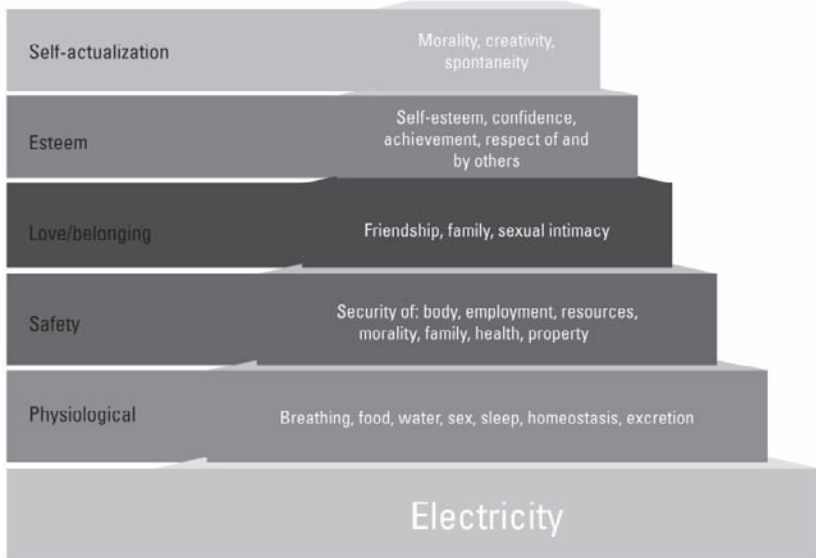 Self-actualization
Morality, creativity,
spontaneity
Esteem
Self-esteem, confidence,
achievement, respect of and
by others
Love/belonging
Friendship, family, sexual intimacy
Safety
Security of: body, employment, resources,
morality, family, health, property
Physiological
Breathing, food, water, sex, sleep, homeostasis, excretion
Electricity